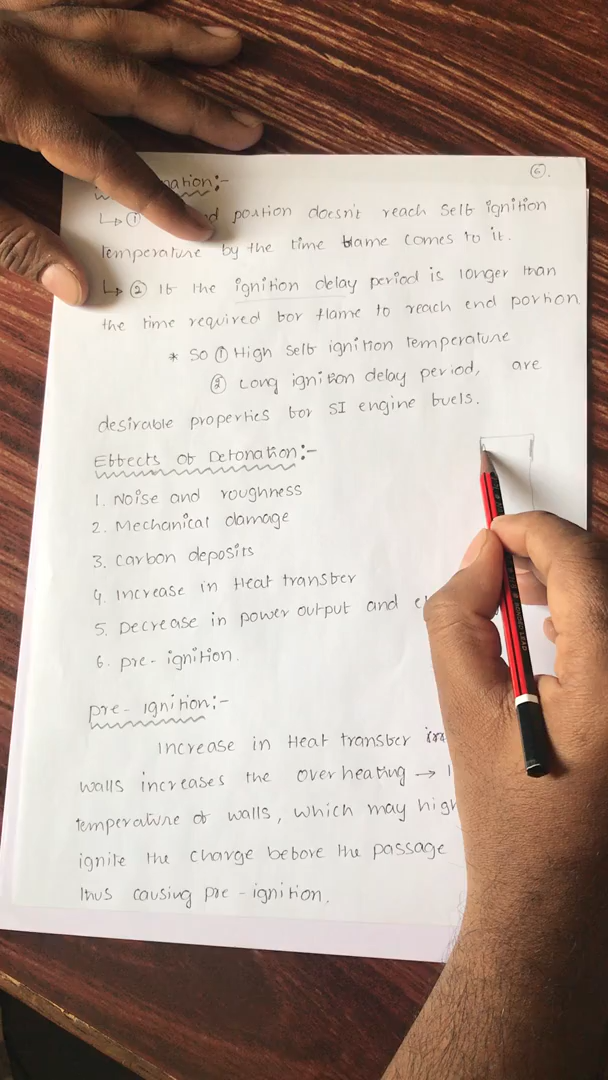 ⑥.
nation:-
↳ ① nd portion doesn't reach self ignition
temperature by the time flame comes to it.
↳ ② If the ignition delay period is longer than
the time required for flame to reach end portion
* So ① High self ignition temperature
② Long ignition delay period, are
desirable properties for SI engine fuels.
Effects of Detonation:-
1. Noise and roughness
2. Mechanical damage
3. Carbon deposits
4. Increase in Heat transfer
5. Decrease in power output and
6. Pre-ignition.
Pre-ignition:-
Increase in Heat transfer
walls increases the overheating →
temperature of walls, which may high
ignite the charge before the passage
thus causing pre-ignition.